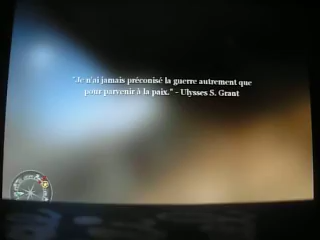 "Je n'ai jamais préconisé la guerre autrement que
pour parvenir à la paix." - Ulysses S. Grant